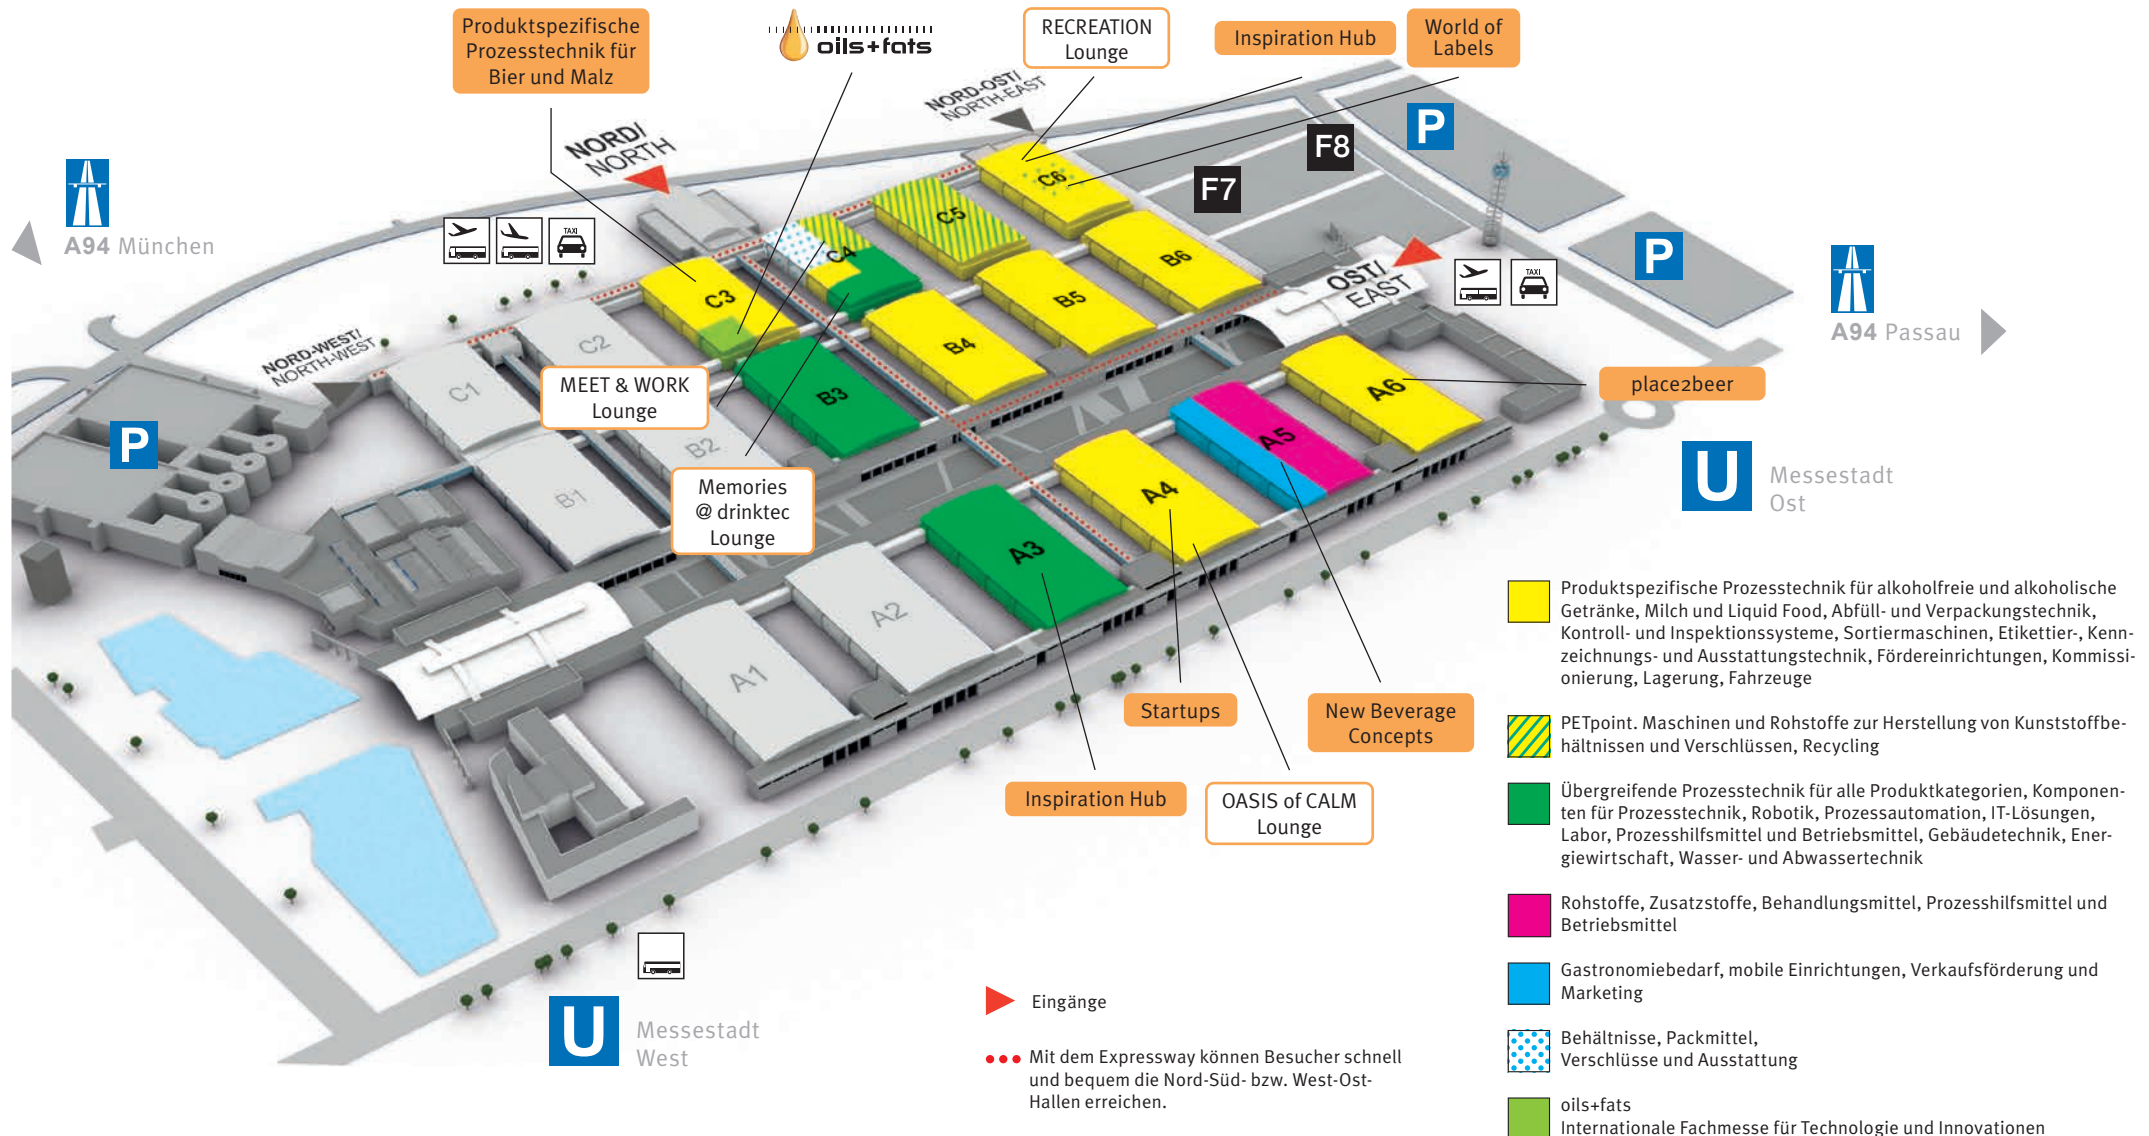 Produktspezifische
Prozesstechnik für
Bier und Malz
oils+fats
RECREATION
Lounge
Inspiration Hub
World of
Labels
NORD-OST/
NORTH-EAST
NORD/
NORTH
P
F8
F7
A94 München
TAXI
C6
C5
C4
B6
P
OST/
EAST
TAXI
A94 Passau
C3
B5
NORD-WEST/
NORTH-WEST
C2
B4
C1
MEET & WORK
Lounge
B3
A6
place2beer
P
B2
A5
U
Messestadt
Ost
B1
Memories
@ drinktec
Lounge
A4
A3
A2
A1
Startups
New Beverage
Concepts
Inspiration Hub
OASIS of CALM
Lounge
U
Messestadt
West
Eingänge
Mit dem Expressway können Besucher schnell
und bequem die Nord-Süd- bzw. West-Ost-
Hallen erreichen.
Produktspezifische Prozesstechnik für alkoholfreie und alkoholische
Getränke, Milch und Liquid Food, Abfüll- und Verpackungstechnik,
Kontroll- und Inspektionssysteme, Sortiermaschinen, Etikettier-, Kenn-
zeichnungs- und Ausstattungstechnik, Fördereinrichtungen, Kommissi-
onierung, Lagerung, Fahrzeuge
PETpoint. Maschinen und Rohstoffe zur Herstellung von Kunststoffbe-
hältnissen und Verschlüssen, Recycling
Übergreifende Prozesstechnik für alle Produktkategorien, Komponen-
ten für Prozesstechnik, Robotik, Prozessautomation, IT-Lösungen,
Labor, Prozesshilfsmittel und Betriebsmittel, Gebäudetechnik, Ener-
giewirtschaft, Wasser- und Abwassertechnik
Rohstoffe, Zusatzstoffe, Behandlungsmittel, Prozesshilfsmittel und
Betriebsmittel
Gastronomiebedarf, mobile Einrichtungen, Verkaufsförderung und
Marketing
Behältnisse, Packmittel,
Verschlüsse und Ausstattung
oils+fats
Internationale Fachmesse für Technologie und Innovationen